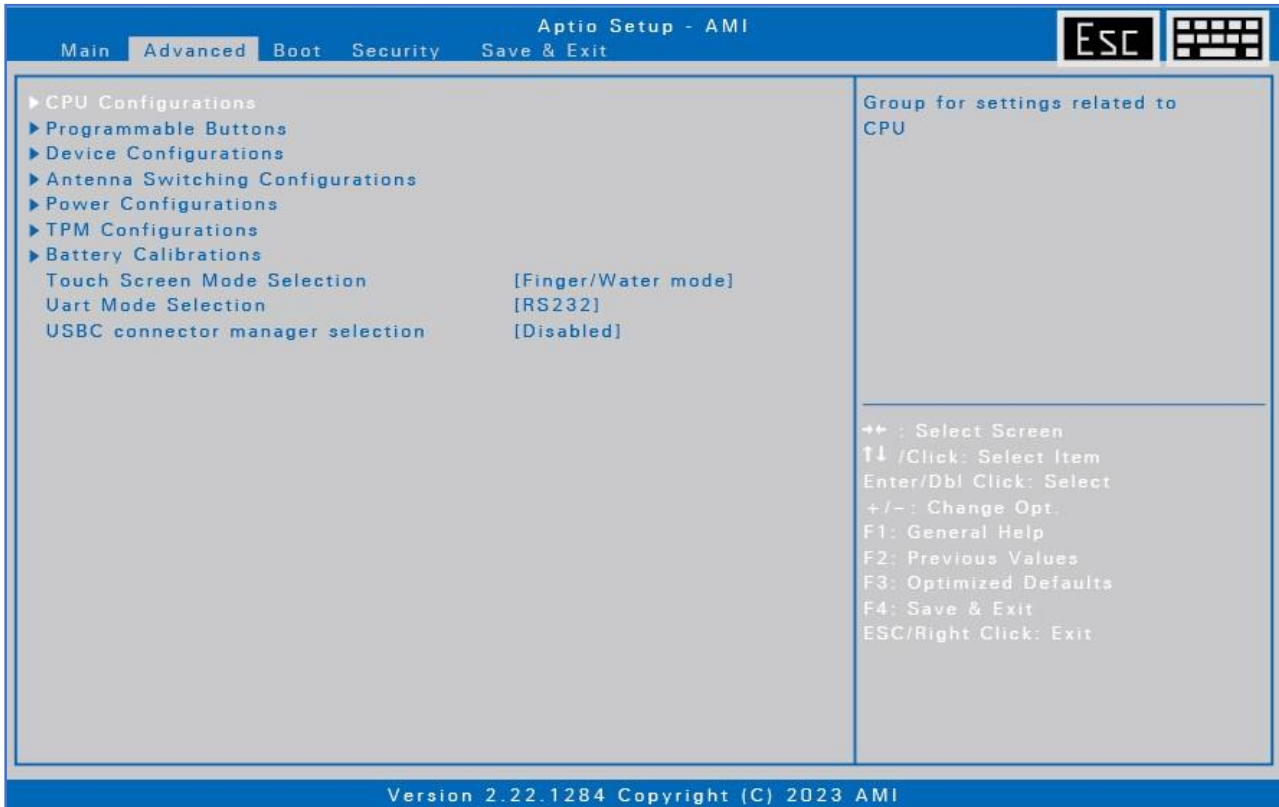 Aptio Setup - AMI
Main Advanced Boot Security Save & Exit
Esc
▶ CPU Configurations
▶ Programmable Buttons
▶ Device Configurations
▶ Antenna Switching Configurations
▶ Power Configurations
▶ TPM Configurations
▶ Battery Calibrations
Touch Screen Mode Selection [Finger/Water mode]
Uart Mode Selection [RS232]
USBC connector manager selection [Disabled]
Group for settings related to
CPU
→← : Select Screen
↑↓ /Click: Select Item
Enter/Dbl Click: Select
+/-: Change Opt.
F1: General Help
F2: Previous Values
F3: Optimized Defaults
F4: Save & Exit
ESC/Right Click: Exit
Version 2.22.1284 Copyright (C) 2023 AMI